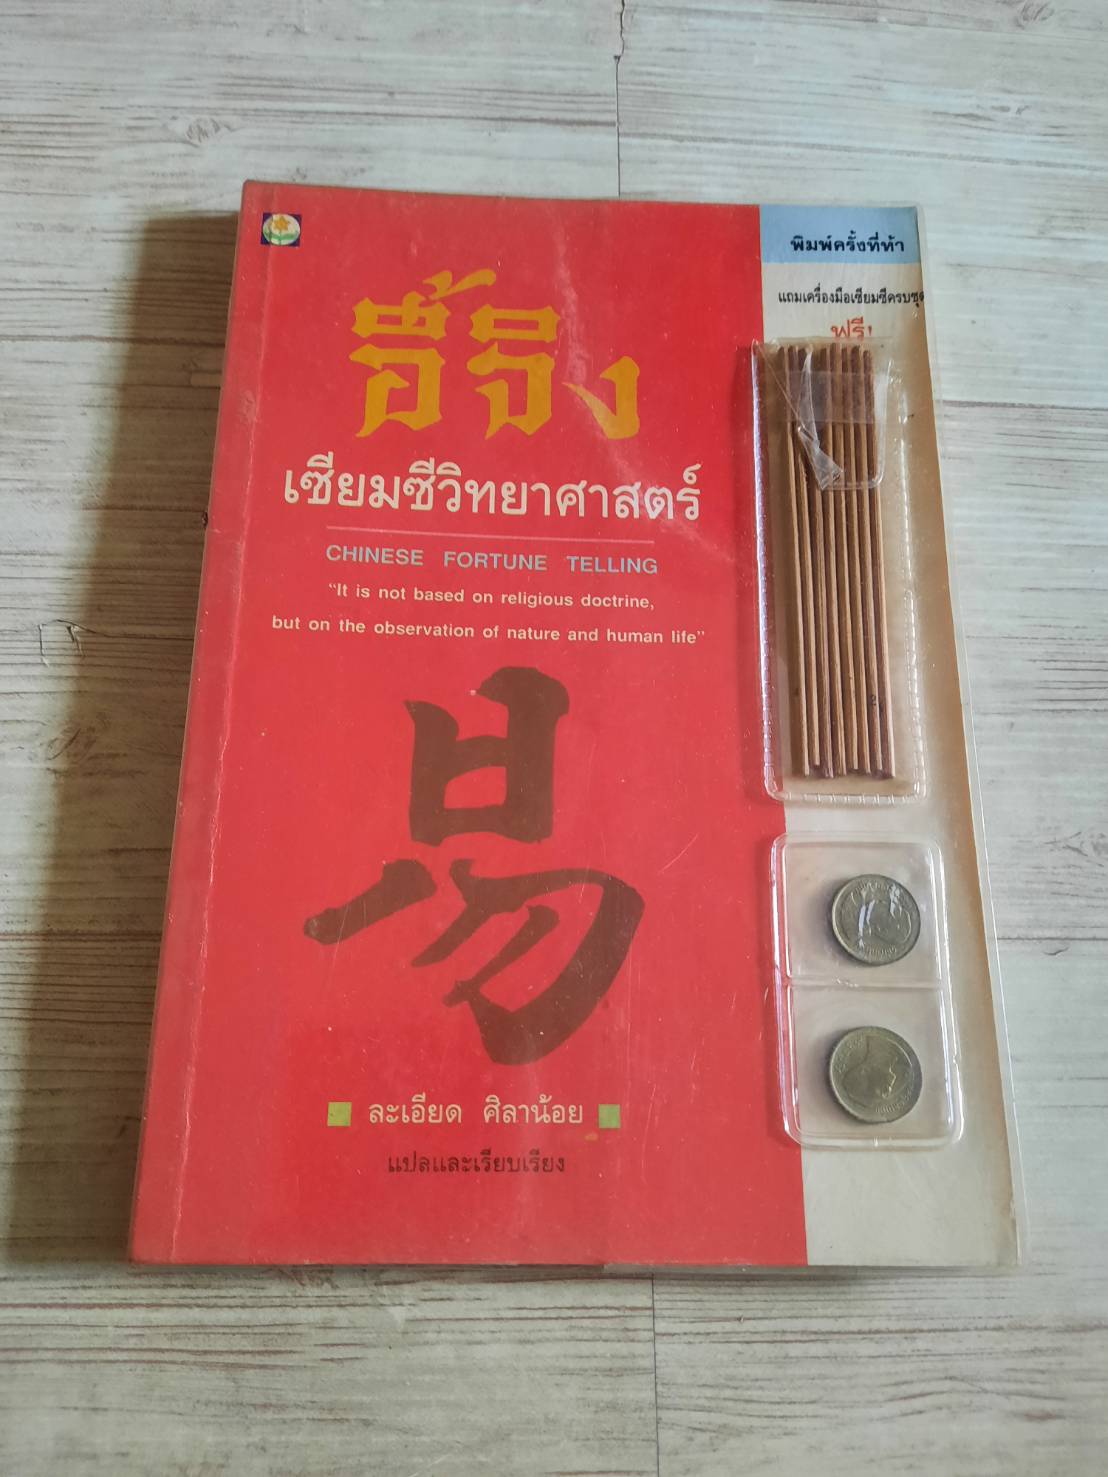 พิมพ์ครั้งที่ห้า
แถมเครื่องมือเซียมซีครบชุด
ฟรี!
อี้จิง
เซียมซีวิทยาศาสตร์
CHINESE FORTUNE TELLING
“It is not based on religious doctrine,
but on the observation of nature and human life”
易
ละเอียด ศิลาน้อย
แปลและเรียบเรียง